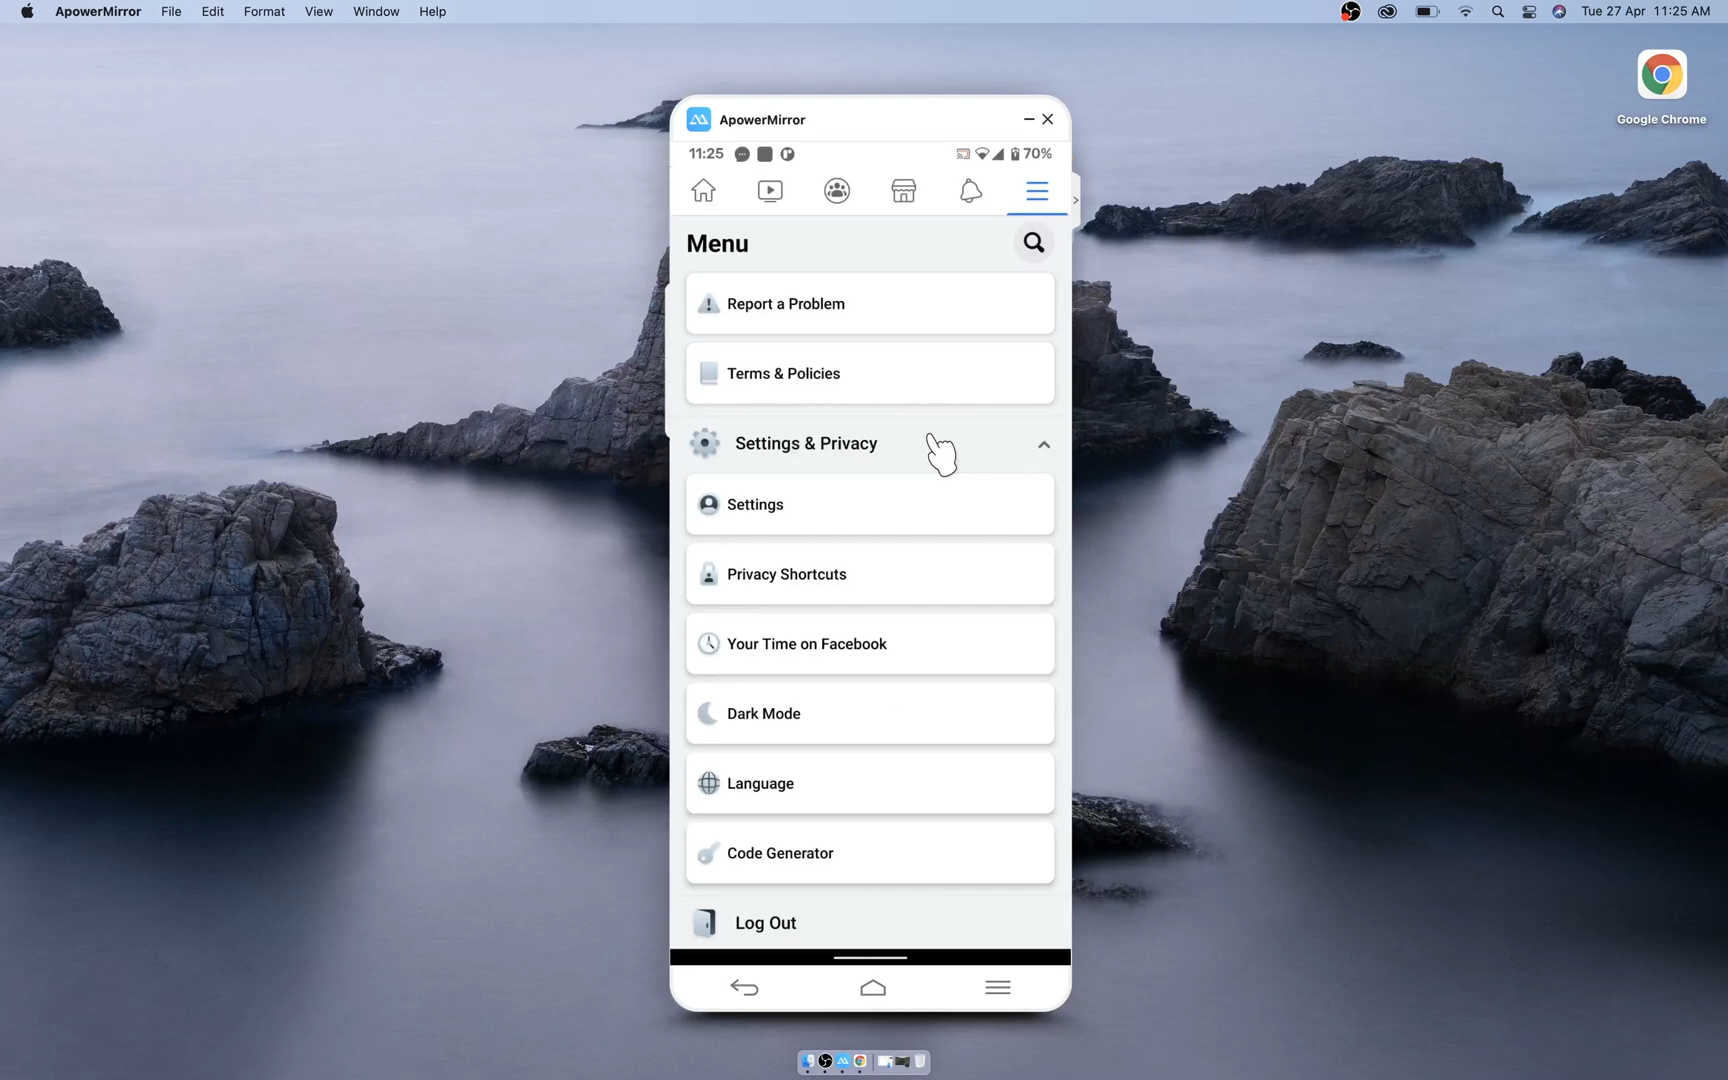 ApowerMirror File Edit Format View Window Help Tue 27 Apr 11:25 AM
Google Chrome
ApowerMirror
11:25 70%
Menu
Report a Problem
Terms & Policies
Settings & Privacy
Settings
Privacy Shortcuts
Your Time on Facebook
Dark Mode
Language
Code Generator
Log Out